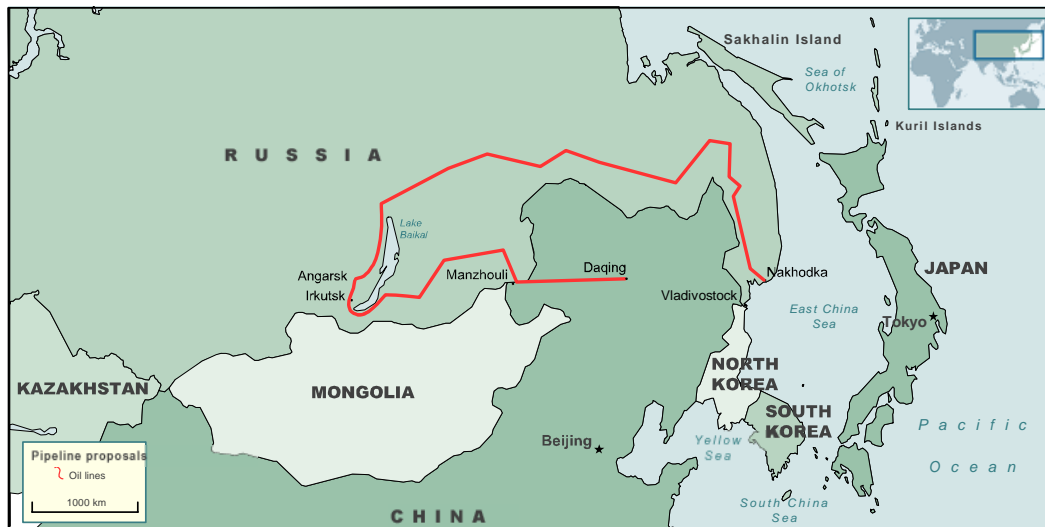 Sakhalin Island
Sea of
Okhotsk
Kuril Islands
RUSSIA
Lake
Baikal
Angarsk
Irkutsk
Manzhouli
Daqing
Nakhodka
Vladivostock
JAPAN
East China
Sea
Tokyo
KAZAKHSTAN
MONGOLIA
NORTH
KOREA
SOUTH
KOREA
Beijing
Yellow
Sea
Pacific
Ocean
Pipeline proposals
Oil lines
1000 km
South China
Sea
CHINA